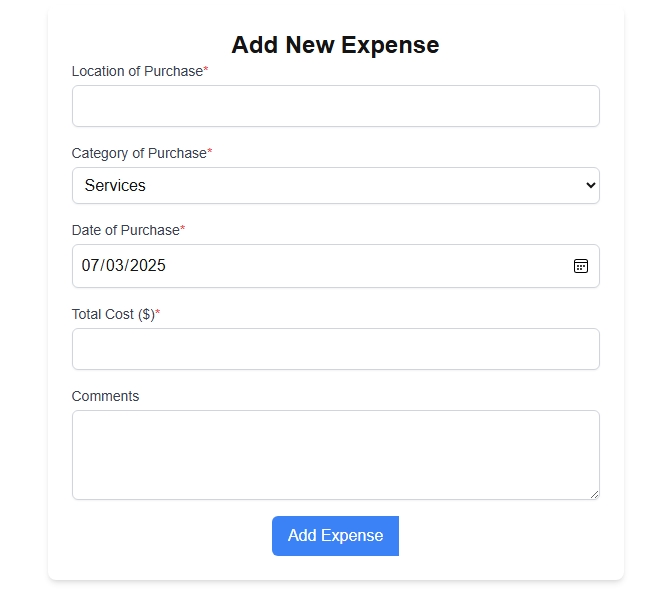 Add New Expense
Location of Purchase*
Category of Purchase*
Services
Date of Purchase*
07/03/2025
Total Cost ($)*
Comments
Add Expense